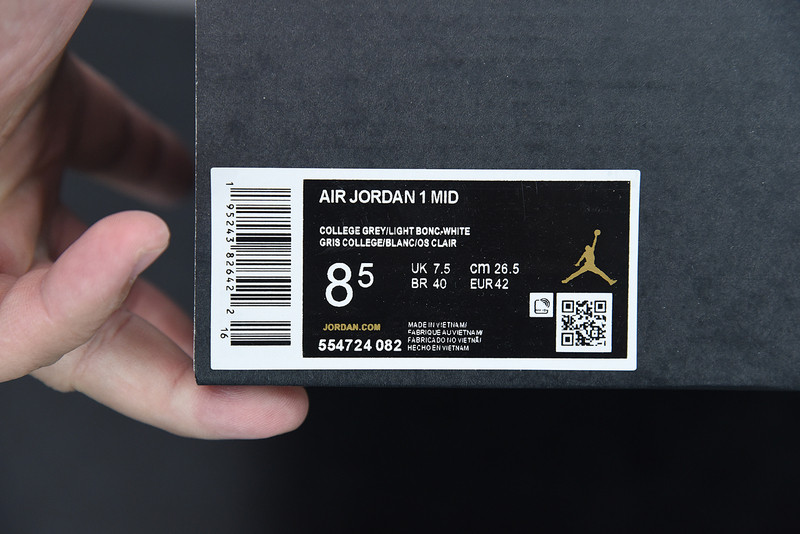 AIR JORDAN 1 MID
COLLEGE GREY/LIGHT BONC-WHITE
GRIS COLLEGE/BLANC/OS CLAIR
8 5
UK 7.5 cm 26.5
BR 40 EUR 42
JORDAN.COM
554724 082
MADE IN VIETNAM/
FABRIQUE AU VIETNAM/
FABRICADO NO VIETNÃ/
HECHO EN VIETNAM
1 95243 82642 2 16